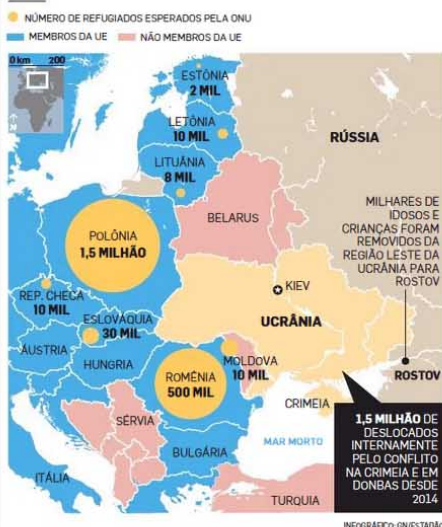 NÚMERO DE REFUGIADOS ESPERADOS PELA ONU
MEMBROS DA UE
NÃO MEMBROS DA UE
0 km 200
N
ESTÔNIA
2 MIL
LETÔNIA
10 MIL
LITUÂNIA
8 MIL
RÚSSIA
BELARUS
POLÔNIA
1,5 MILHÃO
MILHARES DE
IDOSOS E
CRIANÇAS FORAM
REMOVIDOS DA
REGIÃO LESTE DA
UCRÂNIA PARA
ROSTOV
REP. CHECA
10 MIL
KIEV
UCRÂNIA
ESLOVÁQUIA
30 MIL
ÁUSTRIA
HUNGRIA
MOLDOVA
10 MIL
ROMÊNIA
500 MIL
ROSTOV
CRIMEIA
SÉRVIA
MAR MORTO
BULGÁRIA
ITÁLIA
TURQUIA
1,5 MILHÃO DE
DESLOCADOS
INTERNAMENTE
PELO CONFLITO
NA CRIMEIA E EM
DONBAS DESDE
2014
INFOGRÁFICO: GN/ESTADÃO